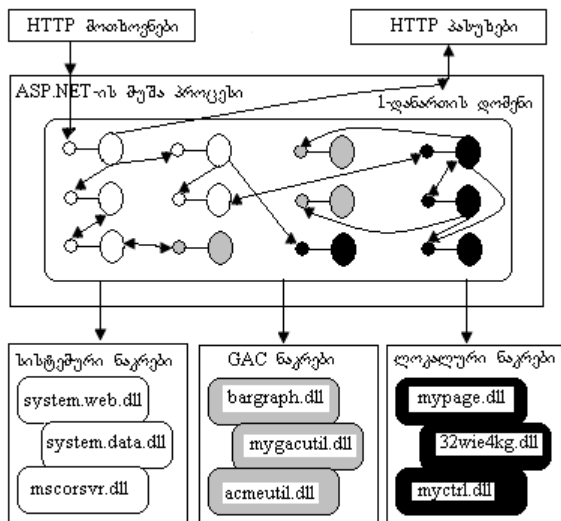 HTTP მოთხოვნები
HTTP პასუხები
ASP.NET-ის მუშა პროცესი
1-დანართის დომენი
სისტემური ნაკრები
system.web.dll
system.data.dll
mscorsvr.dll
GAC ნაკრები
bargraph.dll
mygacutil.dll
acmeutil.dll
ლოკალური ნაკრები
mypage.dll
32wie4kg.dll
myctrl.dll